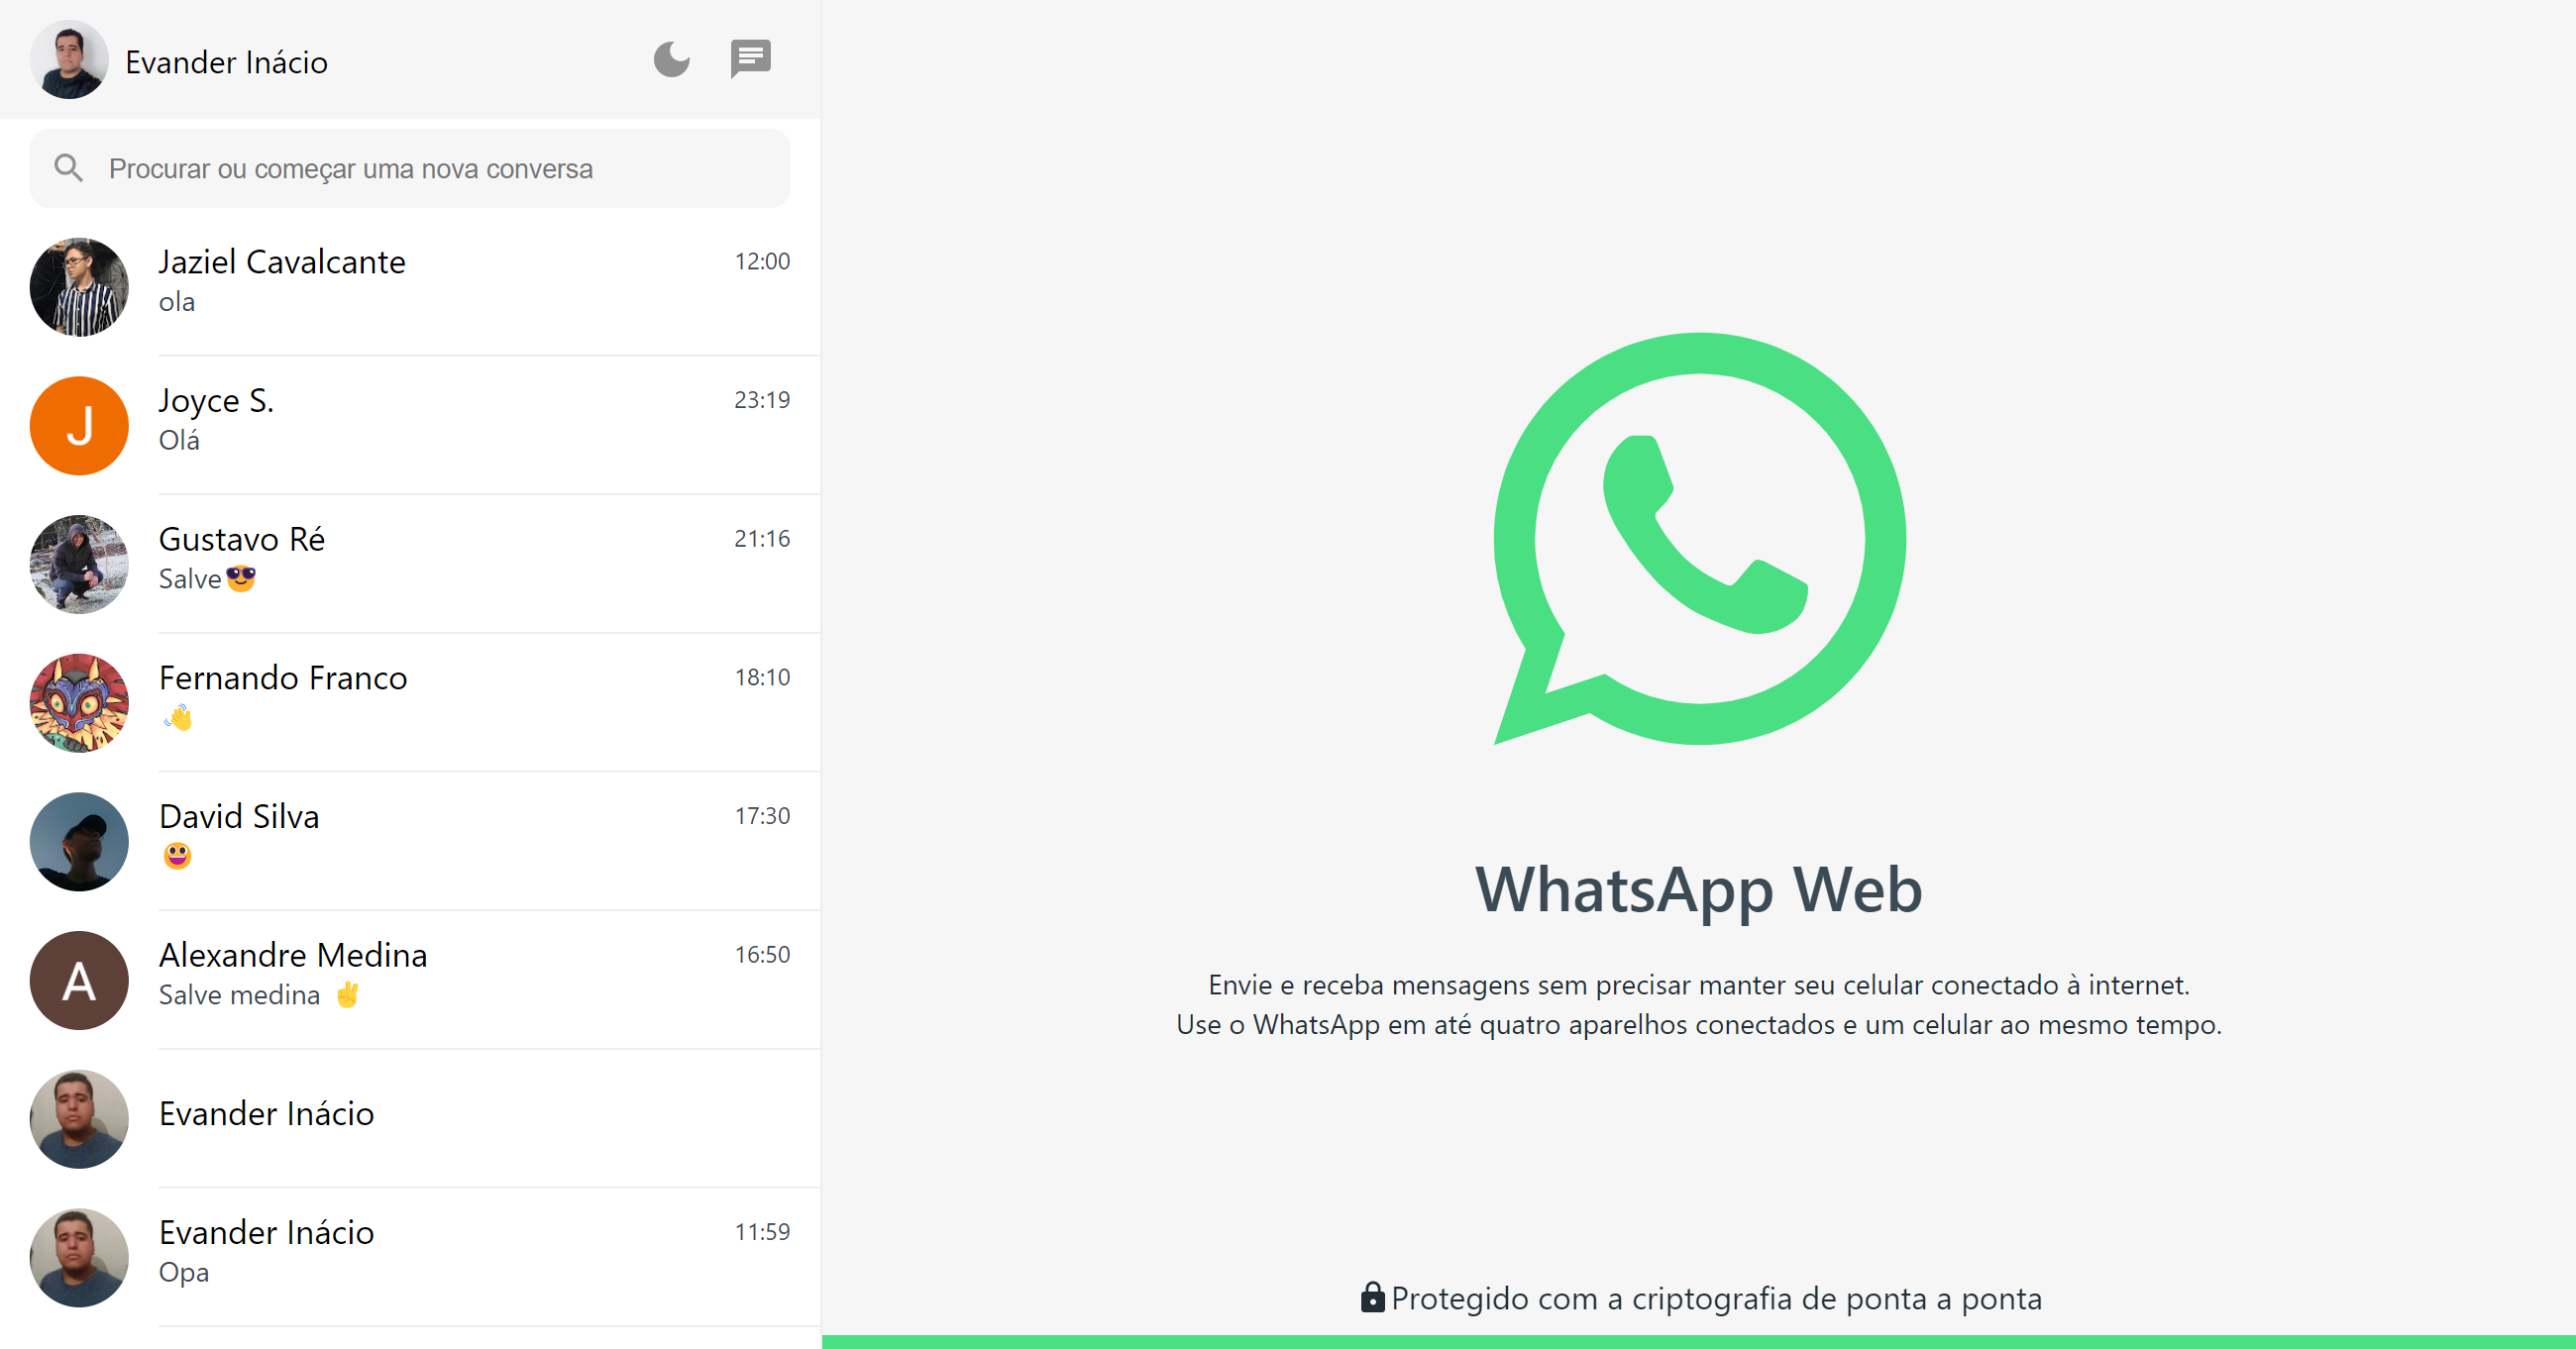 Evander Inácio
Procurar ou começar uma nova conversa
Jaziel Cavalcante 12:00
ola
J
Joyce S. 23:19
Olá
Gustavo Ré 21:16
Salve😎
Fernando Franco 18:10
👋
David Silva 17:30
😀
A
Alexandre Medina 16:50
Salve medina ✌
Evander Inácio
Evander Inácio 11:59
Opa
WhatsApp Web
Envie e receba mensagens sem precisar manter seu celular conectado à internet.
Use o WhatsApp em até quatro aparelhos conectados e um celular ao mesmo tempo.
Protegido com a criptografia de ponta a ponta